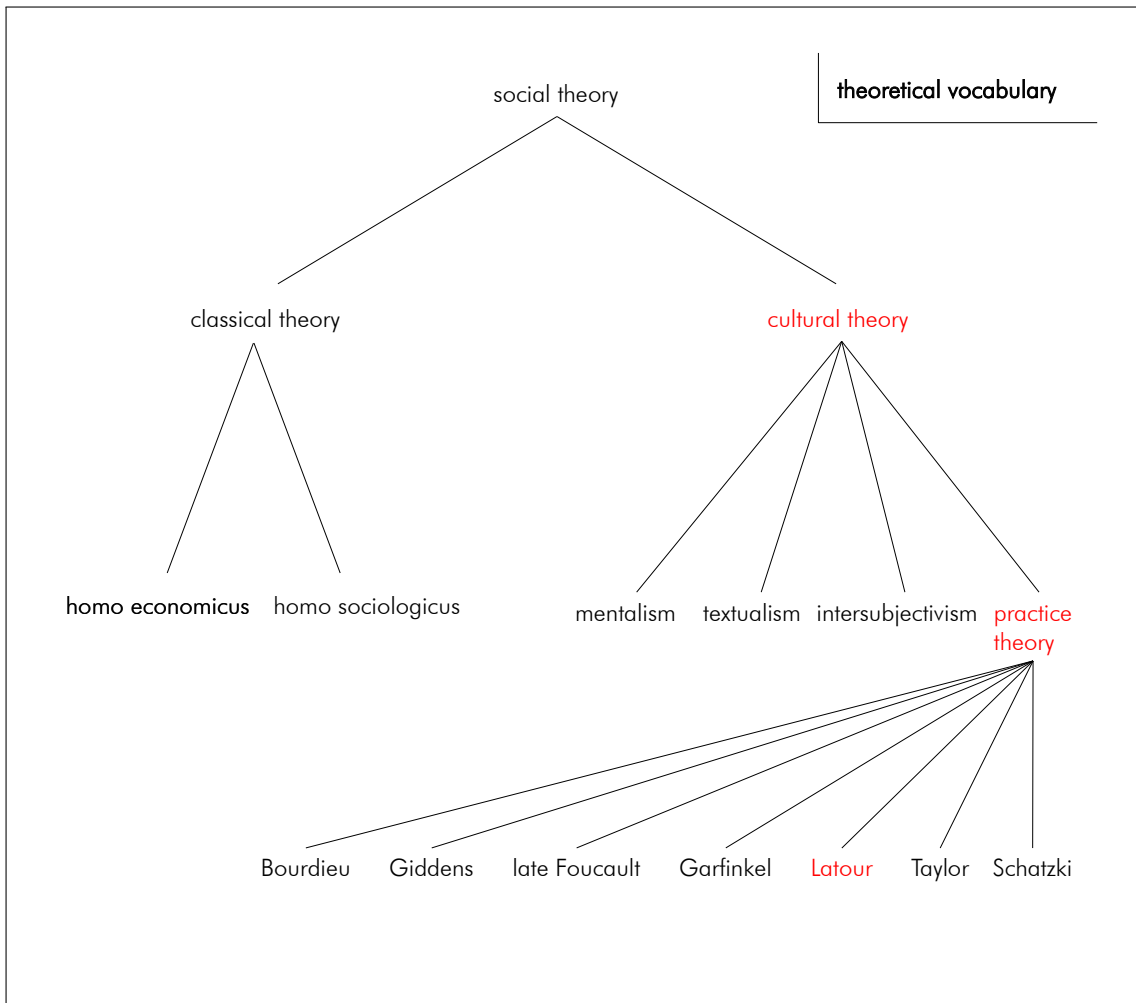 social theory
theoretical vocabulary
classical theory
cultural theory
homo economicus
homo sociologicus
mentalism
textualism
intersubjectivism
practice
theory
Bourdieu
Giddens
late Foucault
Garfinkel
Latour
Taylor
Schatzki